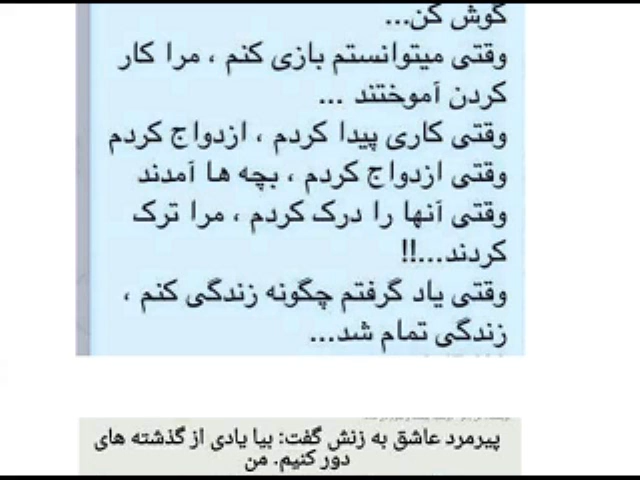 گوش کن...
وقتی میتوانستم بازی کنم ، مرا کار
کردن آموختند ...
وقتی کاری پیدا کردم ، ازدواج کردم
وقتی ازدواج کردم ، بچه ها آمدند
وقتی آنها را درک کردم ، مرا ترک
کردند...!!
وقتی یاد گرفتم چگونه زندگی کنم ،
زندگی تمام شد...
پیرمرد عاشق به زنش گفت: بیا یادی از گذشته های
دور کنیم. من